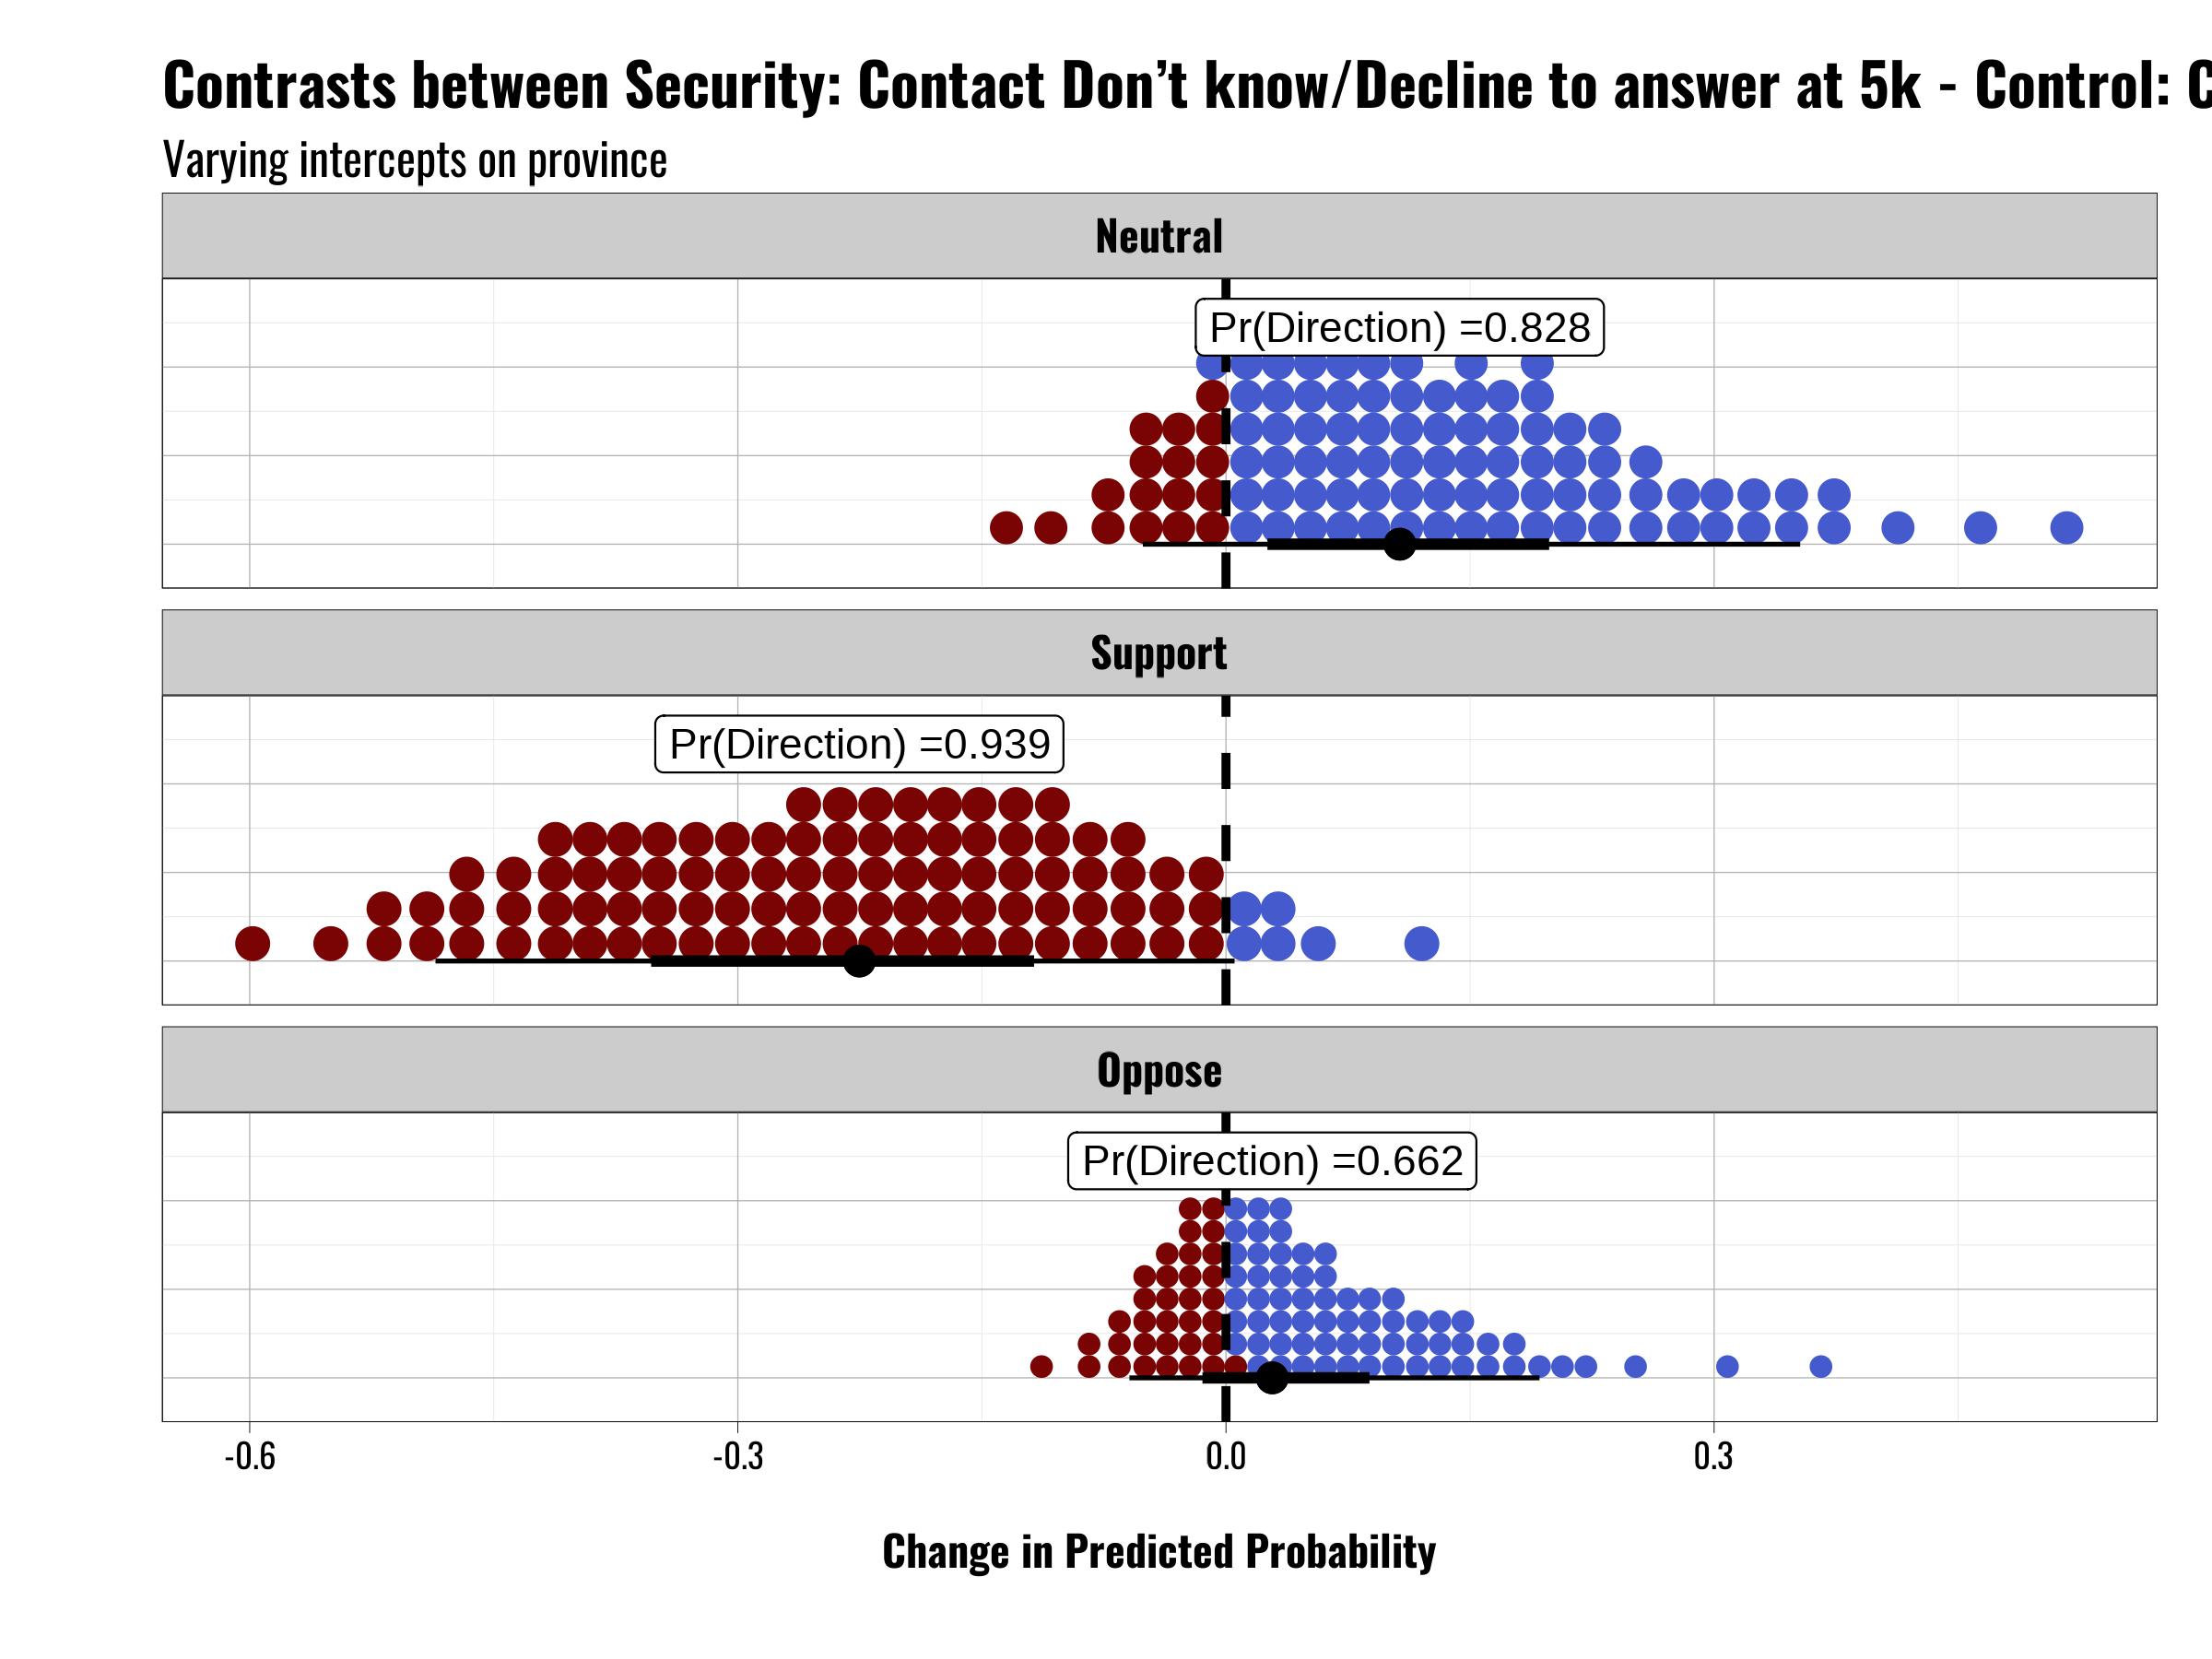 Contrasts between Security: Contact Don’t know/Decline to answer at 5k - Control:
Varying intercepts on province
Neutral
Pr(Direction) =0.828
Support
Pr(Direction) =0.939
Oppose
Pr(Direction) =0.662
-0.6 -0.3 0.0 0.3
Change in Predicted Probability